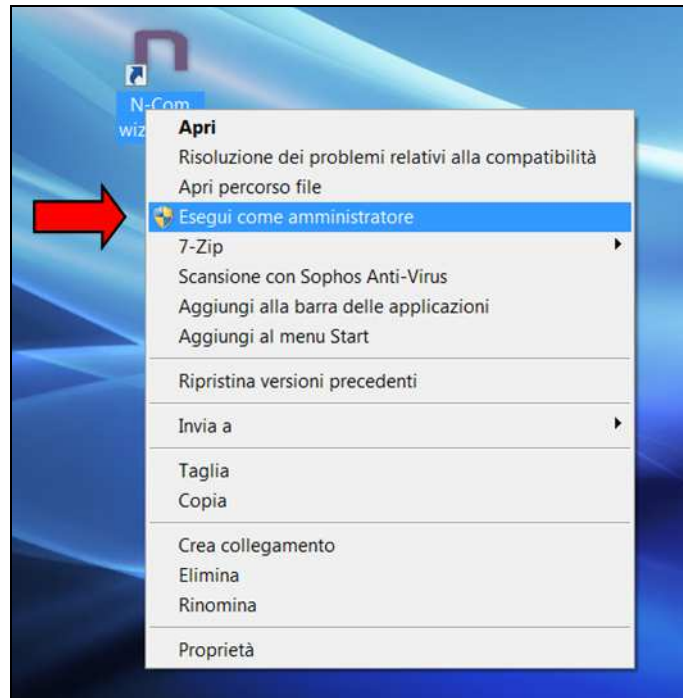 n
N-Com
wiz
Apri
Risoluzione dei problemi relativi alla compatibilità
Apri percorso file
Esegui come amministratore
7-Zip
Scansione con Sophos Anti-Virus
Aggiungi alla barra delle applicazioni
Aggiungi al menu Start
Ripristina versioni precedenti
Invia a
Taglia
Copia
Crea collegamento
Elimina
Rinomina
Proprietà